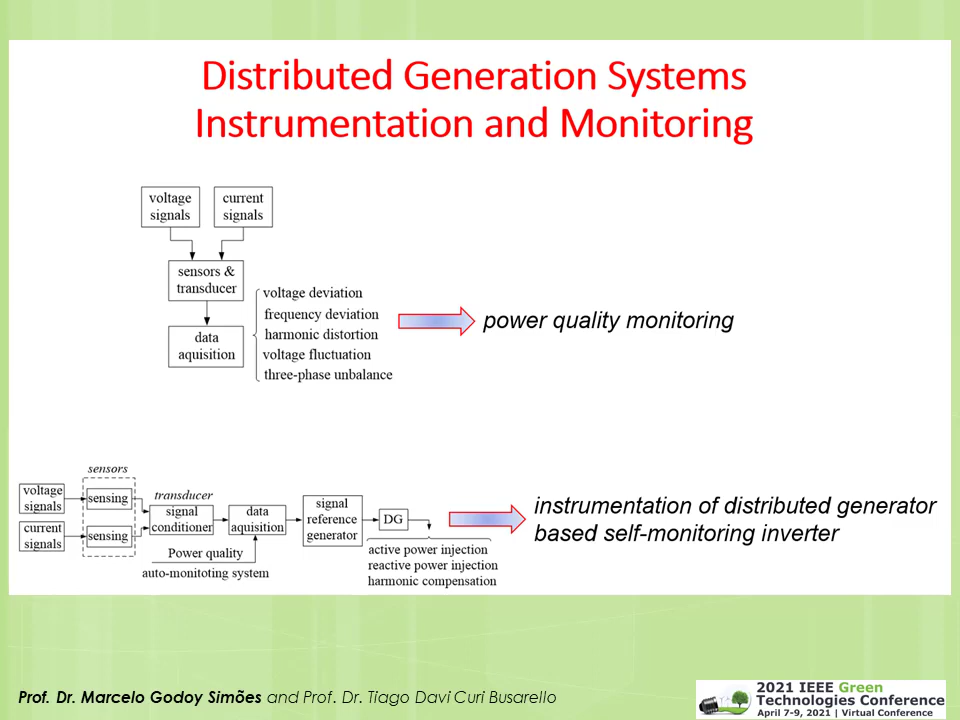 Distributed Generation Systems
Instrumentation and Monitoring
voltage
signals
current
signals
sensors &
transducer
data
aquisition
voltage deviation
frequency deviation
harmonic distortion
voltage fluctuation
three-phase unbalance
power quality monitoring
sensors
voltage
signals
sensing
current
signals
sensing
transducer
signal
conditioner
data
aquisition
Power quality
auto-monitoting system
signal
reference
generator
DG
active power injection
reactive power injection
harmonic compensation
instrumentation of distributed generator
based self-monitoring inverter
Prof. Dr. Marcelo Godoy Simões and Prof. Dr. Tiago Davi Curi Busarello
2021 IEEE Green
Technologies Conference
April 7-9, 2021 | Virtual Conference